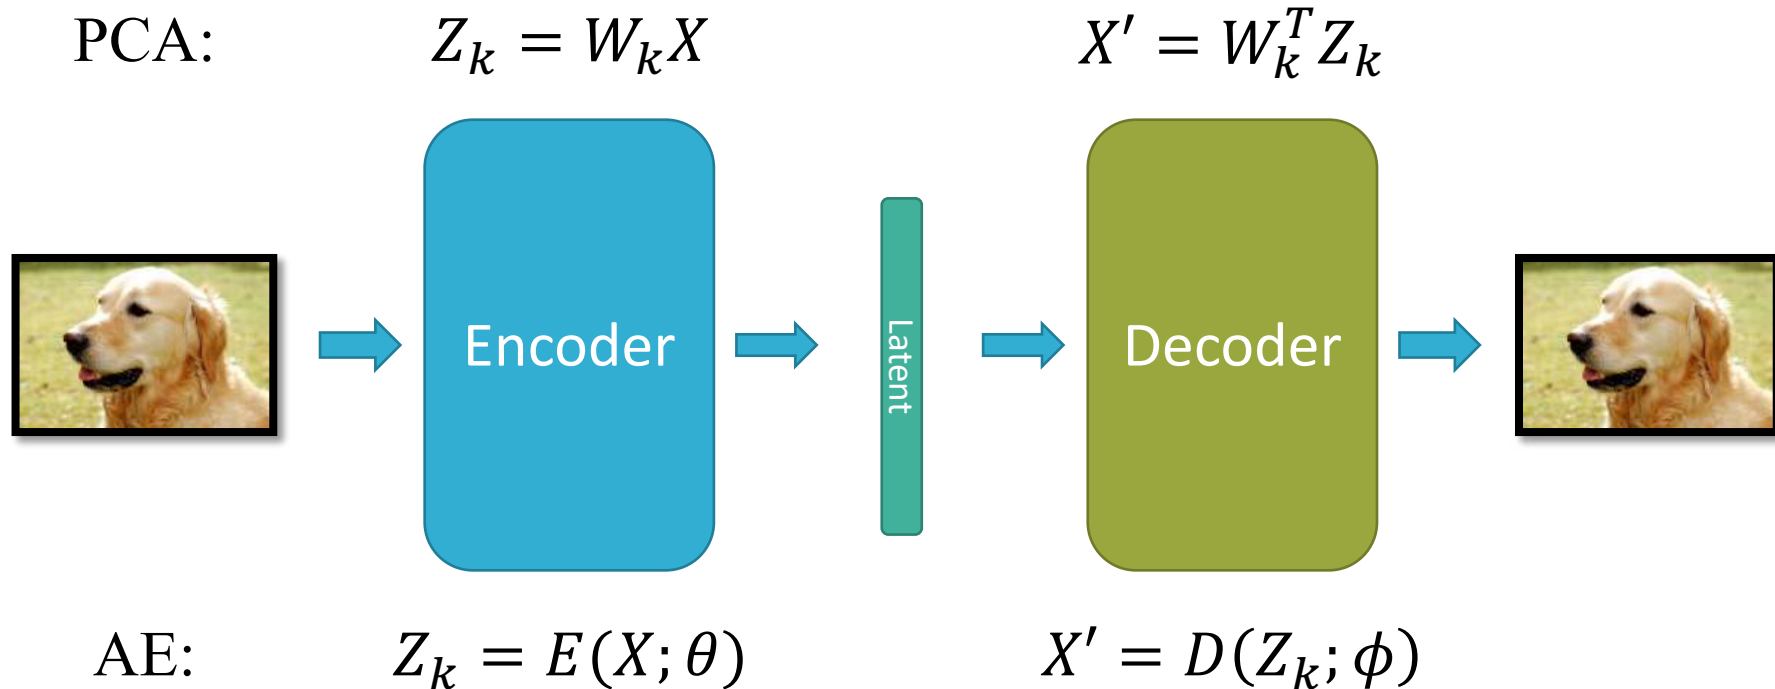 PCA: Z_k = W_k X X′ = W_k^T Z_k
Encoder Latent Decoder
AE: Z_k = E(X; θ) X′ = D(Z_k; ϕ)